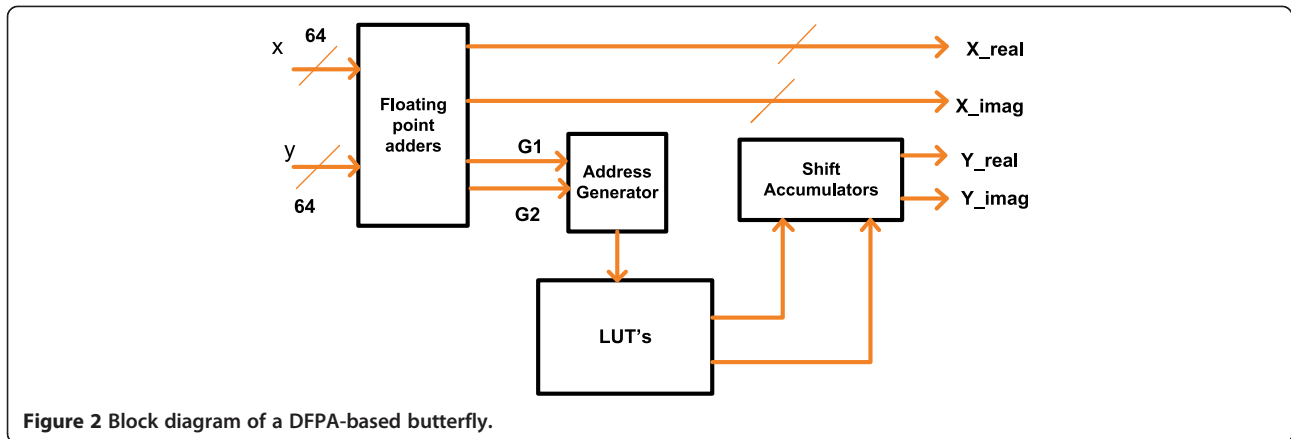 x
64
X_real
Floating
point
adders
X_imag
G1
y
64
Address
Generator
G2
Shift
Accumulators
Y_real
Y_imag
LUT's
Figure 2 Block diagram of a DFPA-based butterfly.